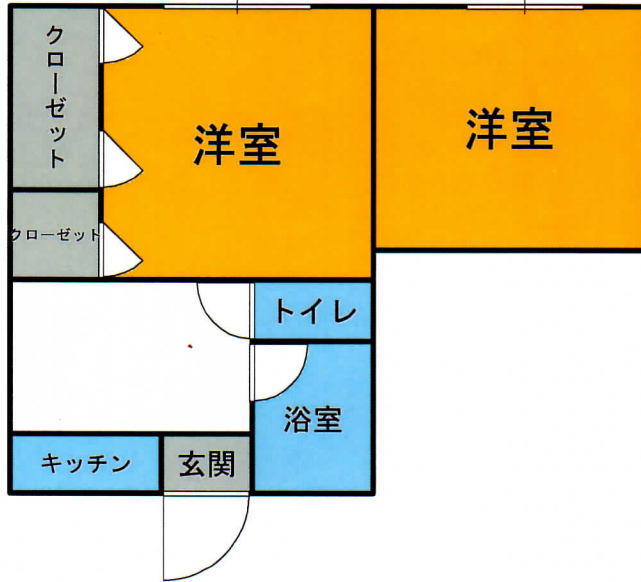 クローゼット
洋室
洋室
クローゼット
トイレ
浴室
キッチン
玄関